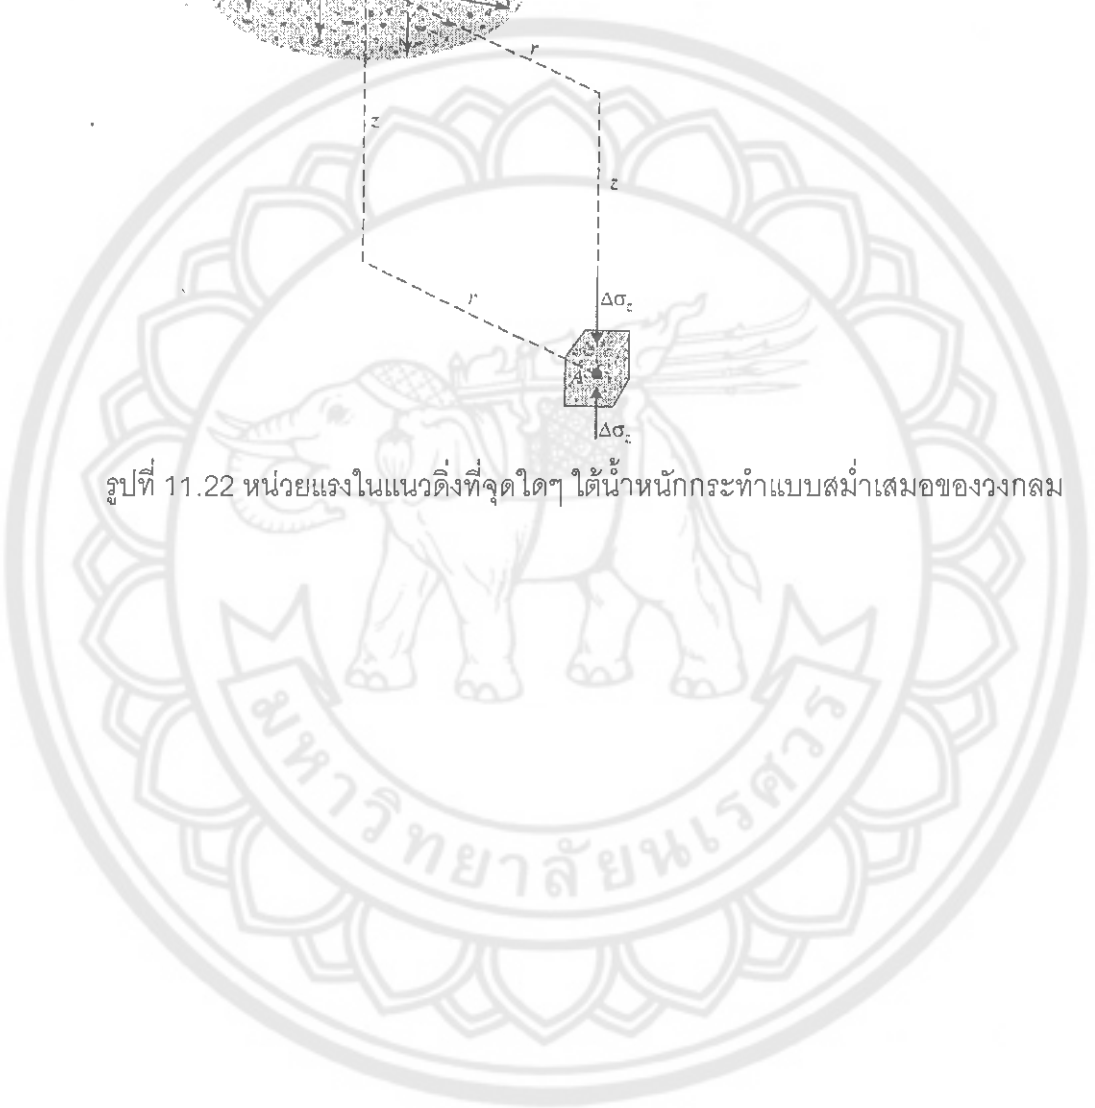 r
z
z
r
Δσz
A
Δσz
รูปที่ 11.22 หน่วยแรงในแนวดิ่งที่จุดใดๆ ใต้น้ำหนักกระทำแบบสม่ำเสมอของวงกลม
มหาวิทยาลัยนเรศวร